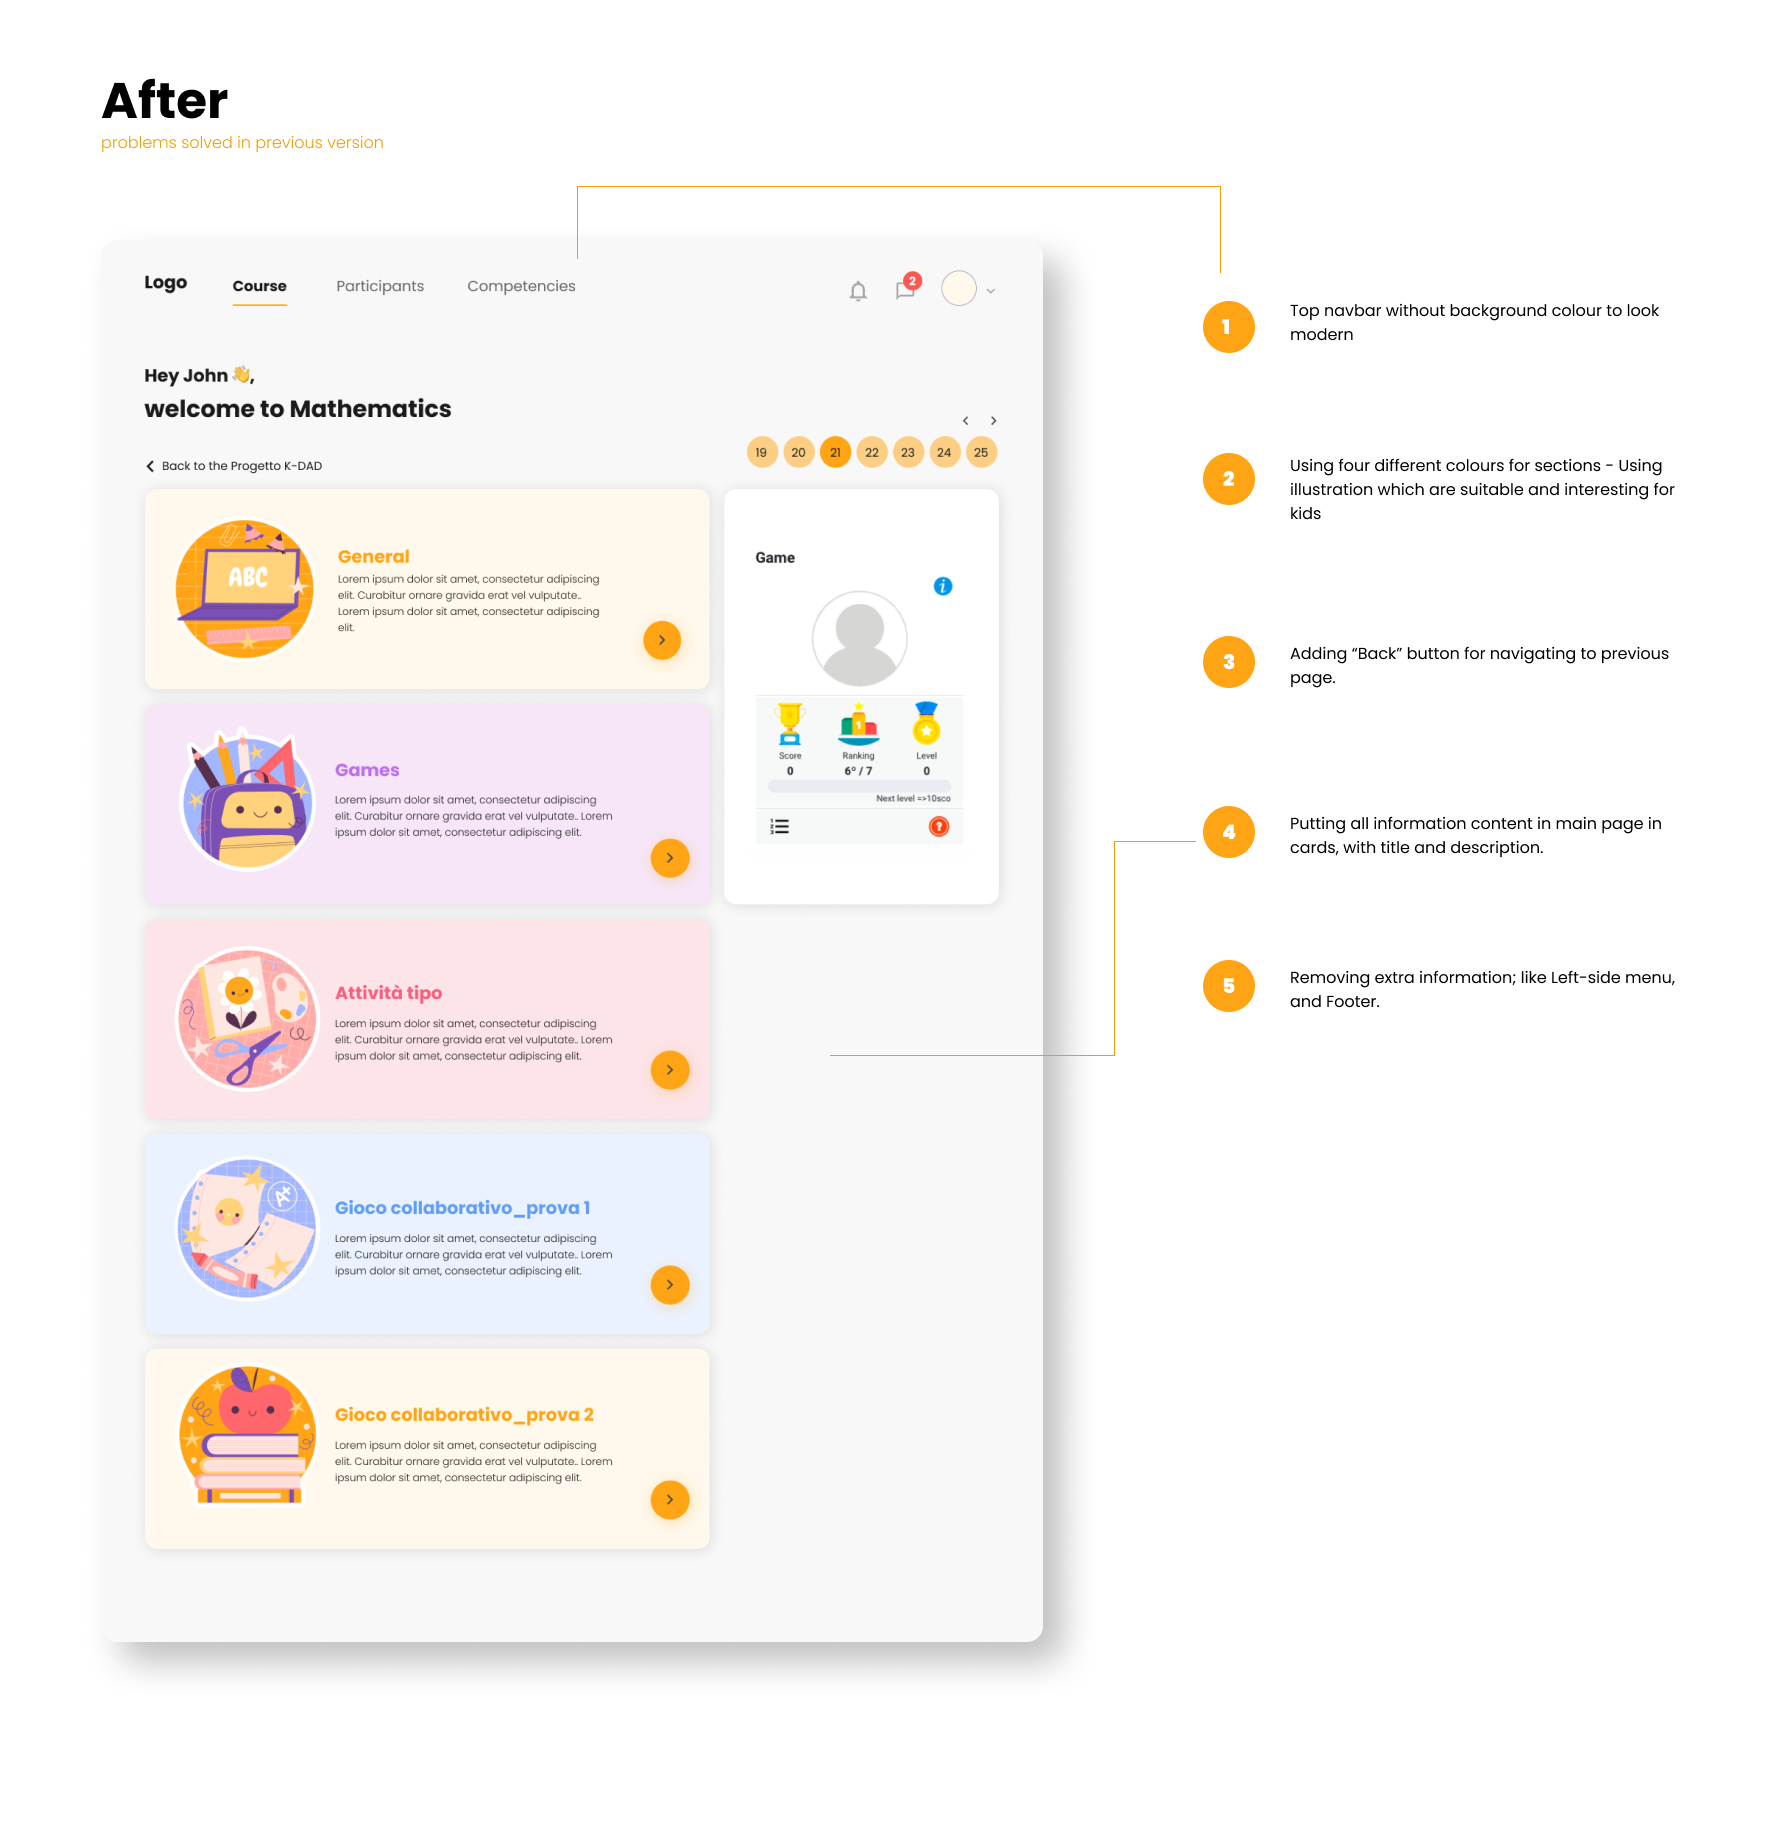 After
problems solved in previous version
Logo
Course
Participants
Competencies
2
Hey John 👋,
welcome to Mathematics
Back to the Progetto K-DAD
19 20 21 22 23 24 25
ABC
General
Lorem ipsum dolor sit amet, consectetur adipiscing
elit. Curabitur ornare gravida erat vel vulputate..
Lorem ipsum dolor sit amet, consectetur adipiscing
elit.
Games
Lorem ipsum dolor sit amet, consectetur adipiscing
elit. Curabitur ornare gravida erat vel vulputate.. Lorem
ipsum dolor sit amet, consectetur adipiscing elit.
Attività tipo
Lorem ipsum dolor sit amet, consectetur adipiscing
elit. Curabitur ornare gravida erat vel vulputate.. Lorem
ipsum dolor sit amet, consectetur adipiscing elit.
A+
Gioco collaborativo_prova 1
Lorem ipsum dolor sit amet, consectetur adipiscing
elit. Curabitur ornare gravida erat vel vulputate.. Lorem
ipsum dolor sit amet, consectetur adipiscing elit.
Gioco collaborativo_prova 2
Lorem ipsum dolor sit amet, consectetur adipiscing
elit. Curabitur ornare gravida erat vel vulputate.. Lorem
ipsum dolor sit amet, consectetur adipiscing elit.
Game
i
1
Score Ranking Level
0 6º / 7 0
Next level =>10sco
?
1
Top navbar without background colour to look
modern
2
Using four different colours for sections - Using
illustration which are suitable and interesting for
kids
3
Adding “Back” button for navigating to previous
page.
4
Putting all information content in main page in
cards, with title and description.
5
Removing extra information; like Left-side menu,
and Footer.